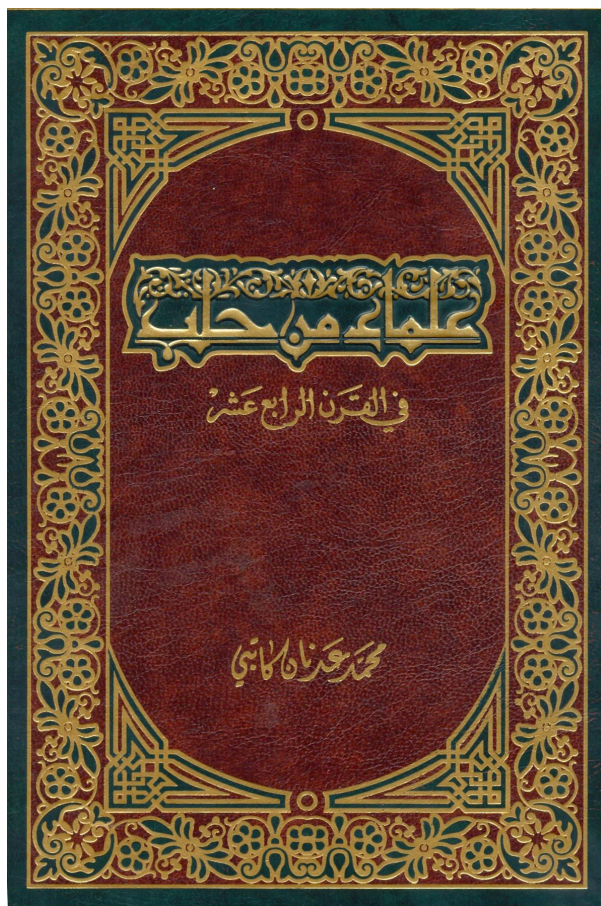 علماء من حلب
في القرن الرابع عشر
محمد عدنان كاتبي